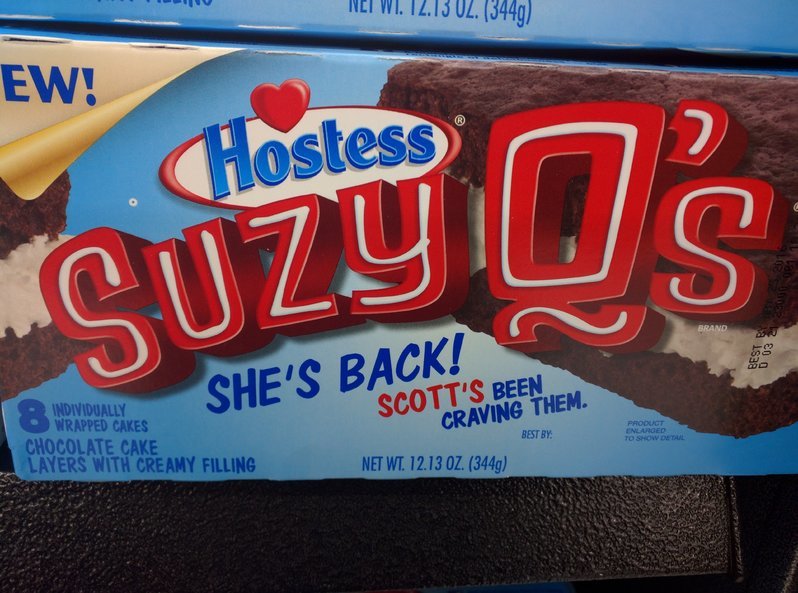 NET WT. 12.13 OZ. (344g)
EW!
Hostess®
SUZY Q's
BRAND
SHE'S BACK!
SCOTT'S BEEN
CRAVING THEM.
8 INDIVIDUALLY
WRAPPED CAKES
CHOCOLATE CAKE
LAYERS WITH CREAMY FILLING
BEST BY:
NET WT. 12.13 OZ. (344g)
PRODUCT
ENLARGED
TO SHOW DETAIL
BEST